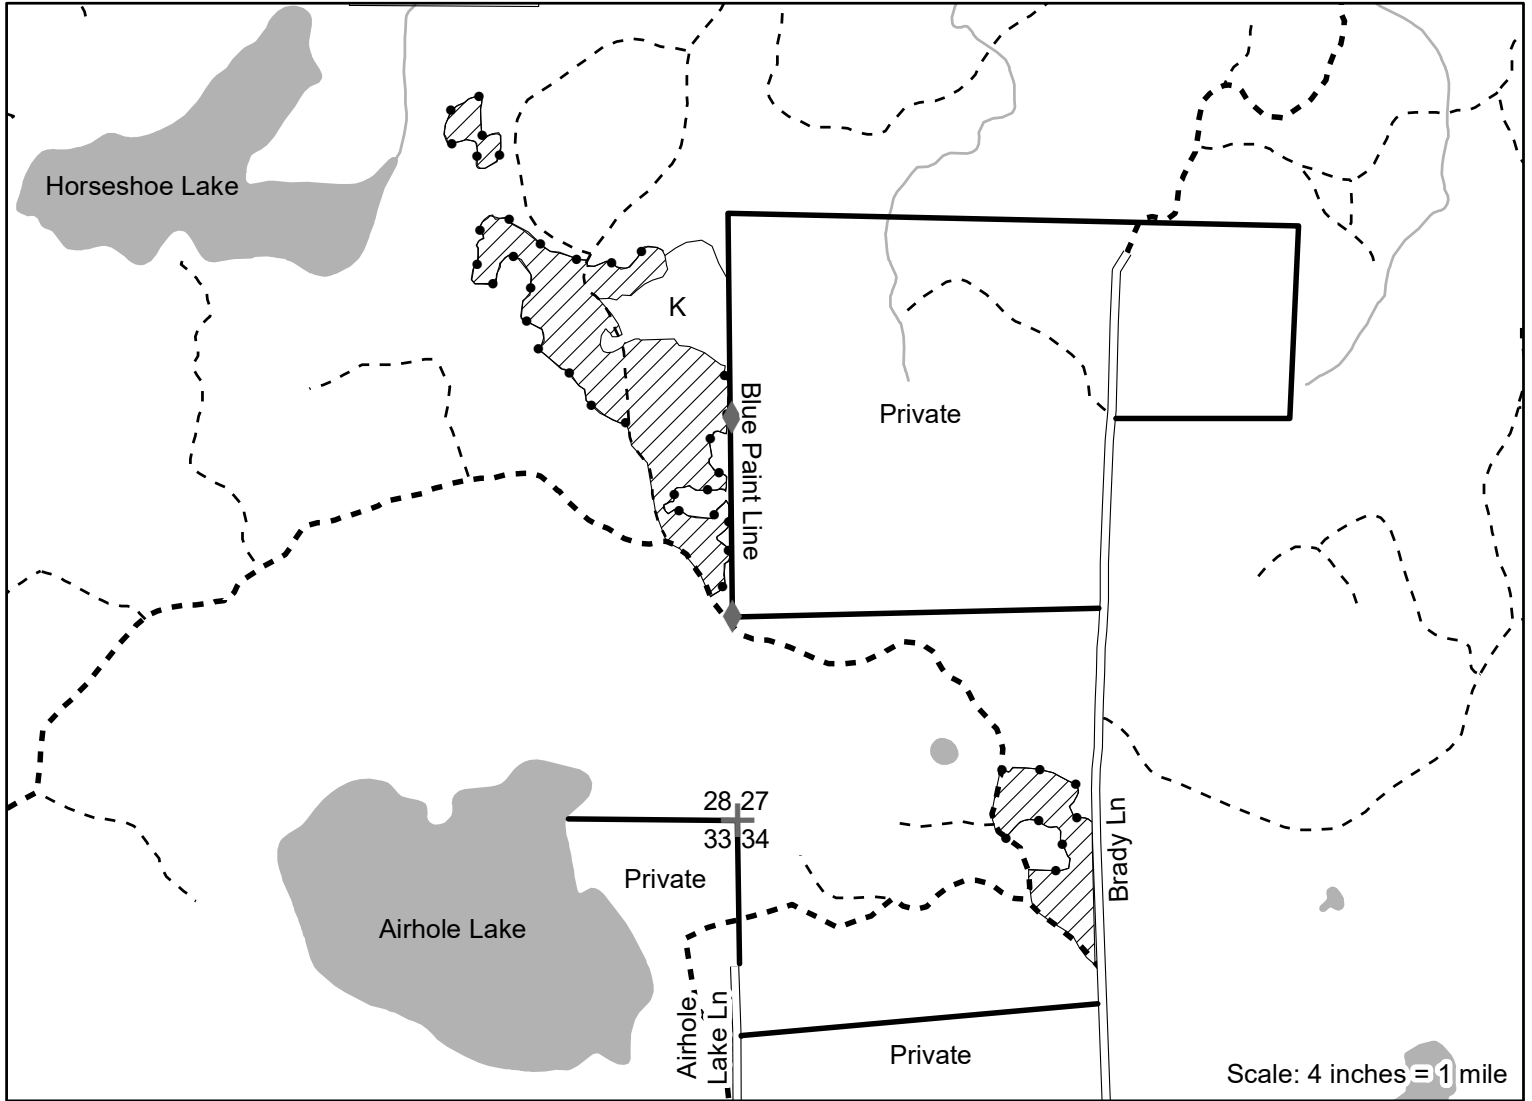 Horseshoe Lake
K
Blue Paint Line
Private
28 27
33 34
Private
Brady Ln
Airhole Lake
Airhole
Lake Ln
Private
Scale: 4 inches = 1 mile